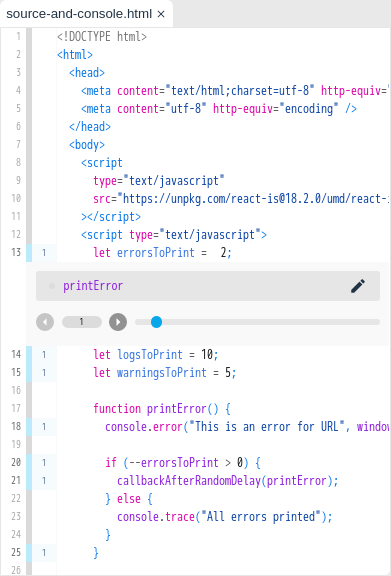 source-and-console.html ×
1 <!DOCTYPE html>
2 <html>
3 <head>
4 <meta content="text/html;charset=utf-8" http-equiv="
5 <meta content="utf-8" http-equiv="encoding" />
6 </head>
7 <body>
8 <script
9 type="text/javascript"
10 src="https://unpkg.com/react-is@18.2.0/umd/react-i
11 ></script>
12 <script type="text/javascript">
13 1 let errorsToPrint = 2;
printError
1
14 1 let logsToPrint = 10;
15 1 let warningsToPrint = 5;
16
17 function printError() {
18 1 console.error("This is an error for URL", window
19
20 1 if (--errorsToPrint > 0) {
21 1 callbackAfterRandomDelay(printError);
22 } else {
23 console.trace("All errors printed");
24 }
25 1 }
26